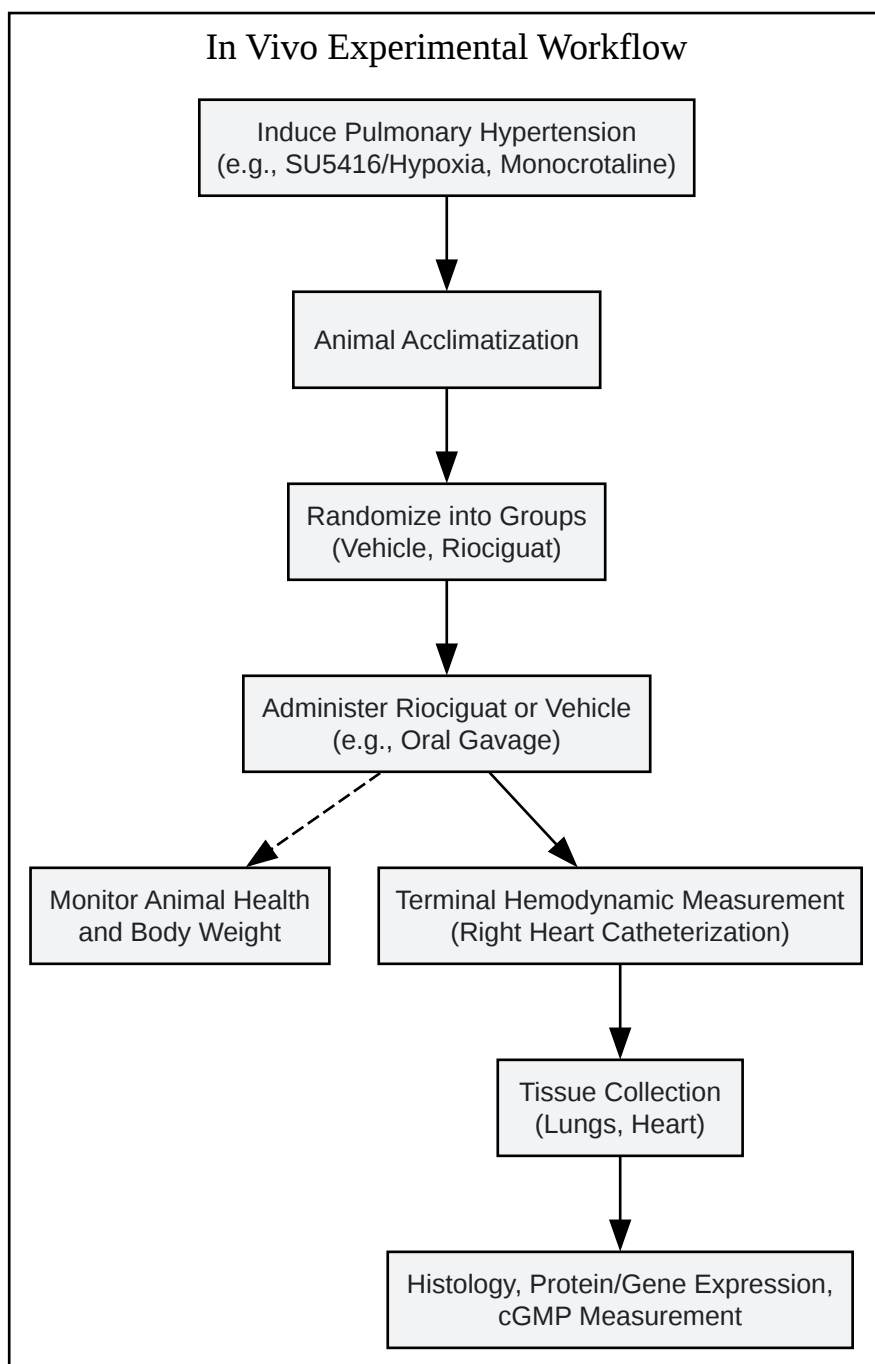 In Vivo Experimental Workflow
Induce Pulmonary Hypertension
(e.g., SU5416/Hypoxia, Monocrotaline)
Animal Acclimatization
Randomize into Groups
(Vehicle, Riociguat)
Administer Riociguat or Vehicle
(e.g., Oral Gavage)
Monitor Animal Health
and Body Weight
Terminal Hemodynamic Measurement
(Right Heart Catheterization)
Tissue Collection
(Lungs, Heart)
Histology, Protein/Gene Expression,
cGMP Measurement